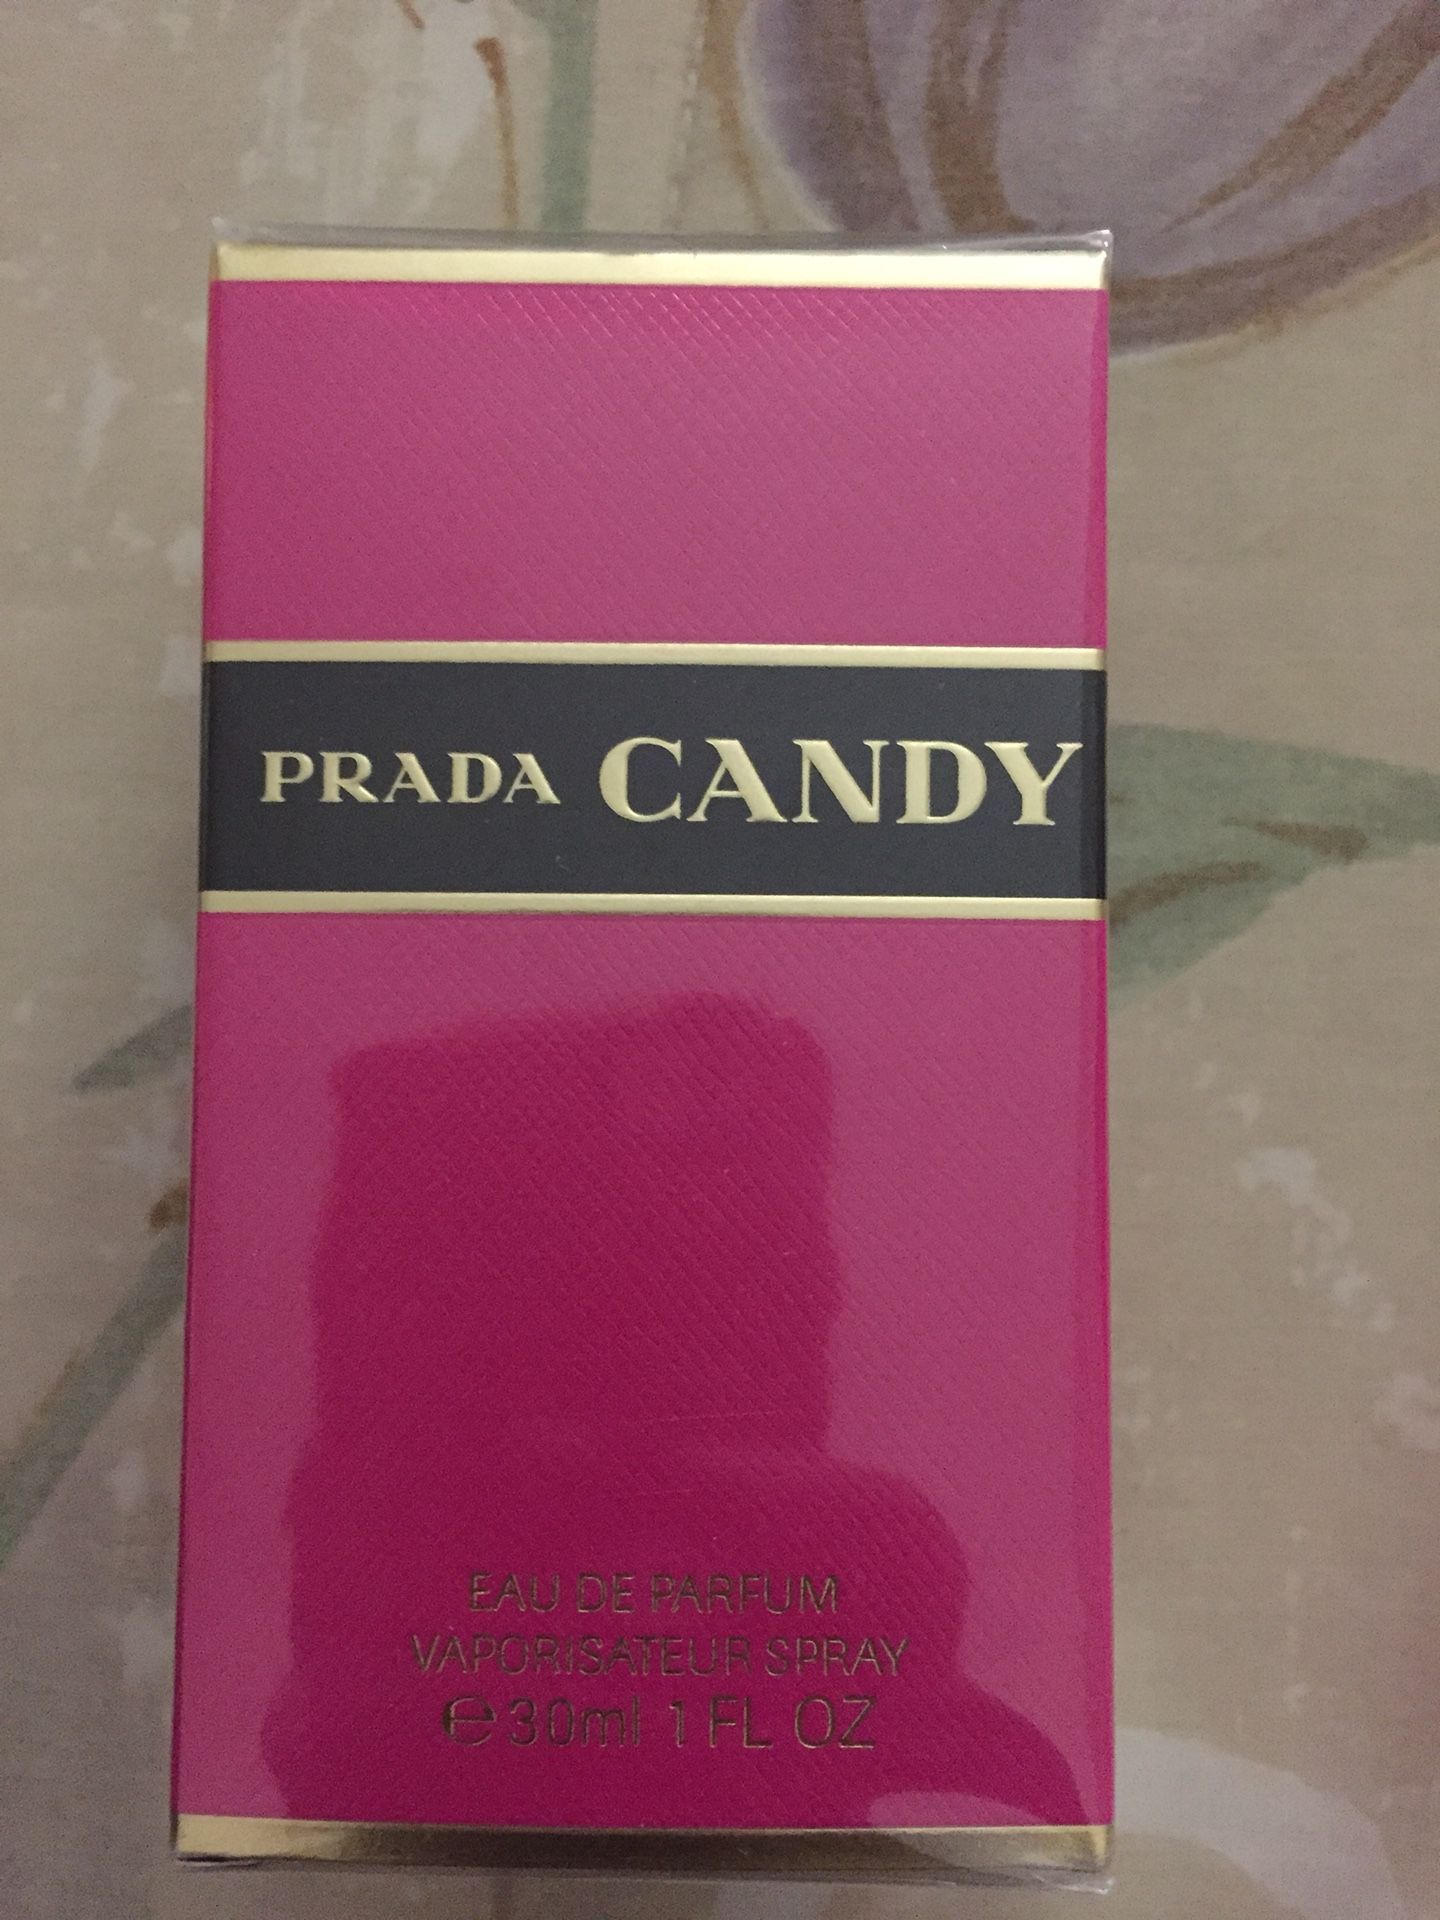 PRADA CANDY
EAU DE PARFUM
VAPORISATEUR SPRAY
℮ 30ml 1 FL OZ